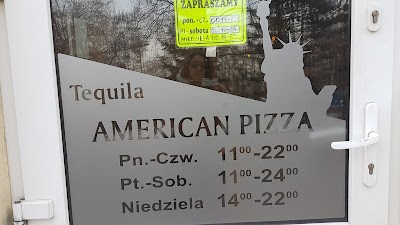 ZAPRASZAMY
Tequila
AMERICAN PIZZA
Pn.-Czw. 11⁰⁰-22⁰⁰
Pt.-Sob. 11⁰⁰-24⁰⁰
Niedziela 14⁰⁰-22⁰⁰